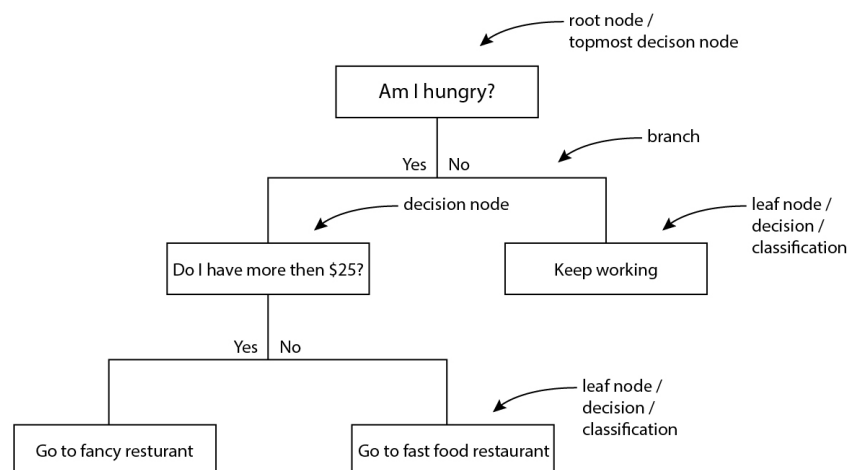 root node /
topmost decison node
Am I hungry?
branch
Yes No
decision node
leaf node /
decision /
classification
Do I have more then $25?
Keep working
Yes No
leaf node /
decision /
classification
Go to fancy resturant
Go to fast food restaurant